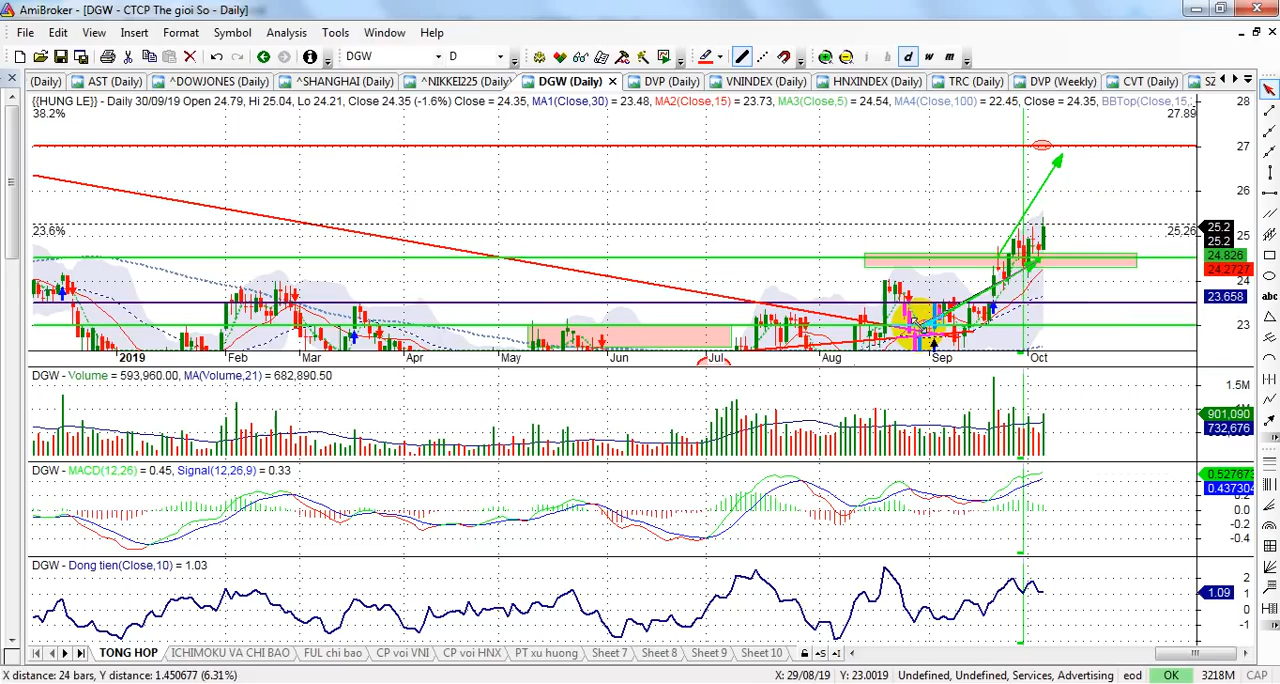 AmiBroker - [DGW - CTCP The gioi So - Daily]
File Edit View Insert Format Symbol Analysis Tools Window Help
DGW D i h d w m
(Daily) AST (Daily) ^DOWJONES (Daily) ^SHANGHAI (Daily) ^NIKKEI225 (Daily) DGW (Daily) DVP (Daily) VNINDEX (Daily) HNXINDEX (Daily) TRC (Daily) DVP (Weekly) CVT (Daily) SZ
{{HUNG LE}} - Daily 30/09/19 Open 24.79, Hi 25.04, Lo 24.21, Close 24.35 (-1.6%) Close = 24.35, MA1(Close,30) = 23.48, MA2(Close,15) = 23.73, MA3(Close,5) = 24.54, MA4(Close,100) = 22.45, Close = 24.35, BBTop(Close,15,
28
38.2% 27.89
27
26
23.6% 25.26 25.2
25 25.2
24.826
24.2727
24
23.658
23
2019 Feb Mar Apr May Jun Jul Aug Sep Oct
DGW - Volume = 593,960.00, MA(Volume,21) = 682,890.50
1.5M
901,090
732,676
DGW - MACD(12,26) = 0.45, Signal(12,26,9) = 0.33
0.527673
0.437304
0.2
0.0
-0.2
-0.4
DGW - Dong tien(Close,10) = 1.03
2
1.09
0
-1
TONG HOP ICHIMOKU VA CHI BAO FUL chi bao CP voi VNI CP voi HNX PT xu huong Sheet 7 Sheet 8 Sheet 9 Sheet 10
X distance: 24 bars, Y distance: 1.450677 (6.31%) X: 29/08/19 Y: 23.0019 Undefined, Undefined, Services, Advertising eod OK 3218M CAP
abc